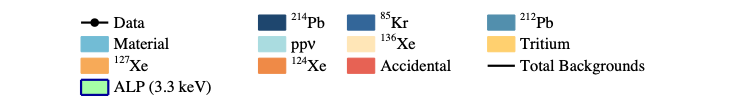 Data ²¹⁴Pb ⁸⁵Kr ²¹²Pb
Material ppν ¹³⁶Xe Tritium
¹²⁷Xe ¹²⁴Xe Accidental Total Backgrounds
ALP (3.3 keV)